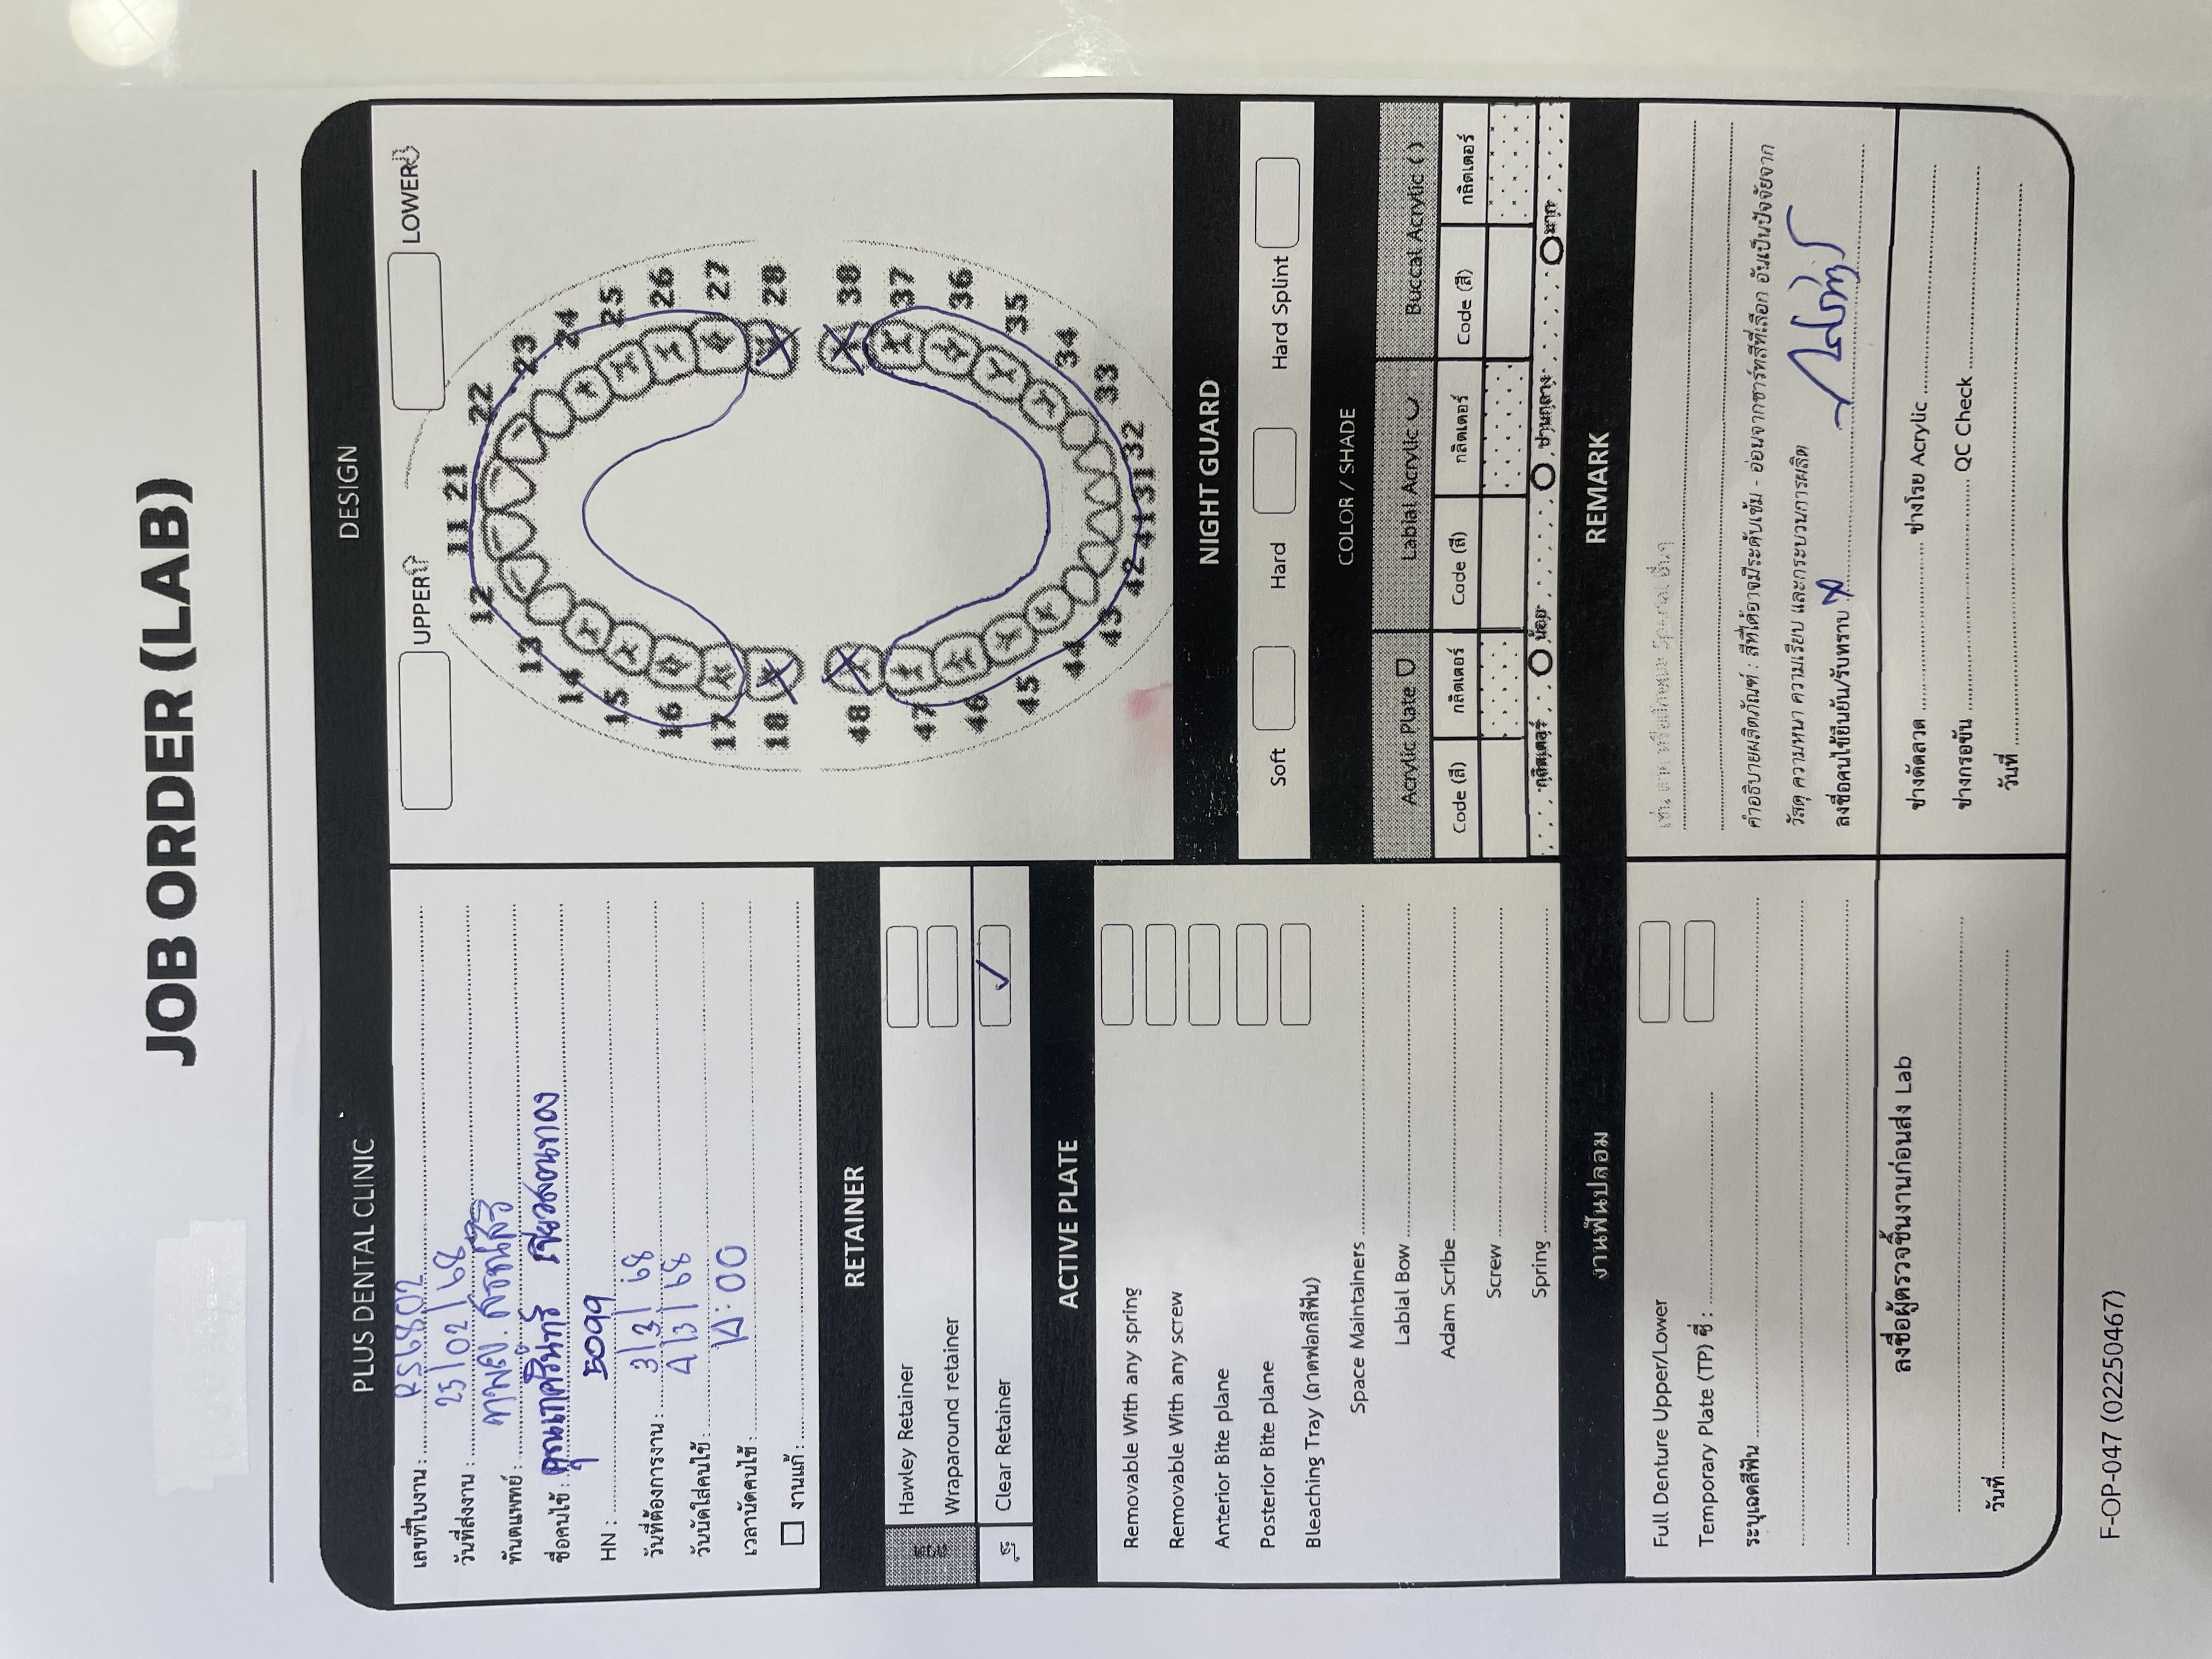 JOB ORDER (LAB)
PLUS DENTAL CLINIC
เลขที่ใบงาน : RS6802
วันที่ส่งงาน : 25/02/68
ทันตแพทย์ : ทพญ.
ชื่อคนไข้ : คุณเกศรินทร์
HN : 5099
วันที่ต้องการงาน : 3/3/68
วันนัดใส่คนไข้ : 4/3/68
เวลานัดคนไข้ : 14:00
งานแก้ :
RETAINER
ลวด
Hawley Retainer
Wraparound retainer
ใส
Clear Retainer ✓
ACTIVE PLATE
Removable With any spring
Removable With any screw
Anterior Bite plane
Posterior Bite plane
Bleaching Tray (ถาดฟอกสีฟัน)
Space Maintainers
Labial Bow
Adam Scribe
Screw
Spring
งานฟันปลอม
Full Denture Upper/Lower
Temporary Plate (TP) ซี่ :
ระบุเฉดสีฟัน
ลงชื่อผู้ตรวจชิ้นงานก่อนส่ง Lab
วันที่
DESIGN
UPPER LOWER
11 21
12 22
13 23
14 24
15 25
16 26
17 27
18 28
48 38
47 37
46 36
45 35
44 34
43 33
42 41 31 32
NIGHT GUARD
Soft Hard Hard Splint
COLOR / SHADE
Acrylic Plate Labial Acrylic Buccal Acrylic ( )
Code (สี) กลิตเตอร์ Code (สี) กลิตเตอร์ Code (สี) กลิตเตอร์
กลิตเตอร์ น้อย ปานกลาง มาก
REMARK
เช่น ลาย หรือลักษณะ Special อื่นๆ
คำอธิบายผลิตภัณฑ์ : สีที่ได้อาจมีระดับเข้ม - อ่อนจากชาร์ทสีที่เลือก อันเป็นปัจจัยจาก
วัสดุ ความหนา ความเรียบ และกระบวนการผลิต
ลงชื่อคนไข้ยืนยัน/รับทราบ
ช่างดัดลวด ช่างโรย Acrylic
ช่างกรอขัน QC Check
วันที่
F-OP-047 (02250467)